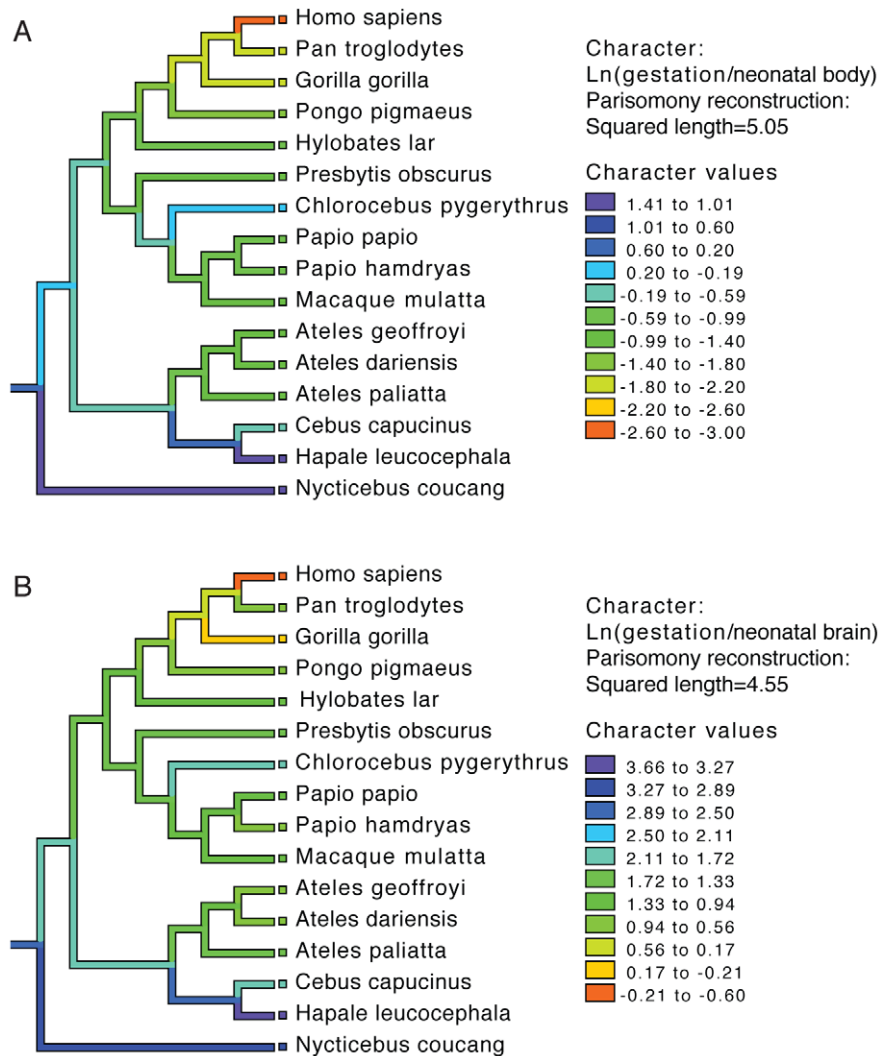 A
Homo sapiens
Pan troglodytes
Gorilla gorilla
Pongo pigmaeus
Hylobates lar
Presbytis obscurus
Chlorocebus pygerythrus
Papio papio
Papio hamdryas
Macaque mulatta
Ateles geoffroyi
Ateles dariensis
Ateles paliatta
Cebus capucinus
Hapale leucocephala
Nycticebus coucang
Character:
Ln(gestation/neonatal body)
Parisomony reconstruction:
Squared length=5.05
Character values
1.41 to 1.01
1.01 to 0.60
0.60 to 0.20
0.20 to -0.19
-0.19 to -0.59
-0.59 to -0.99
-0.99 to -1.40
-1.40 to -1.80
-1.80 to -2.20
-2.20 to -2.60
-2.60 to -3.00
B
Homo sapiens
Pan troglodytes
Gorilla gorilla
Pongo pigmaeus
Hylobates lar
Presbytis obscurus
Chlorocebus pygerythrus
Papio papio
Papio hamdryas
Macaque mulatta
Ateles geoffroyi
Ateles dariensis
Ateles paliatta
Cebus capucinus
Hapale leucocephala
Nycticebus coucang
Character:
Ln(gestation/neonatal brain)
Parisomony reconstruction:
Squared length=4.55
Character values
3.66 to 3.27
3.27 to 2.89
2.89 to 2.50
2.50 to 2.11
2.11 to 1.72
1.72 to 1.33
1.33 to 0.94
0.94 to 0.56
0.56 to 0.17
0.17 to -0.21
-0.21 to -0.60